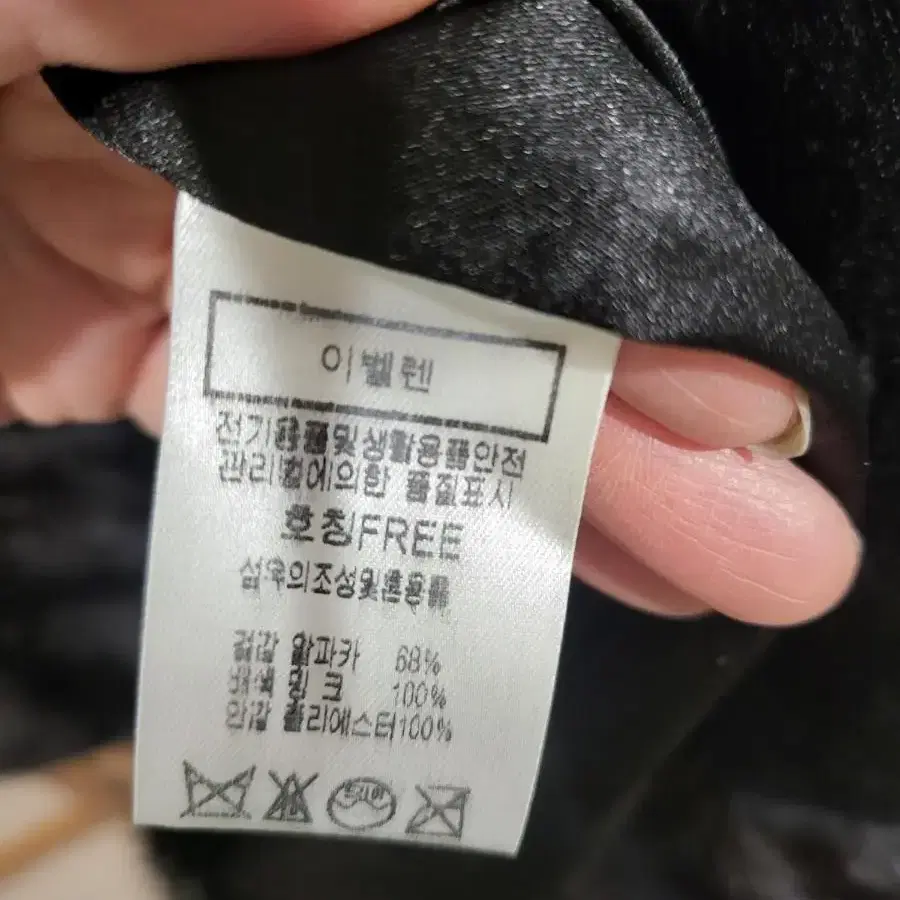 이벨렌
전기용품및생활용품안전
관리법에의한 품질표시
호칭FREE
섬유의조성및혼용률
겉감 알파카 68%
배색 밍크 100%
안감 폴리에스터100%
드라이